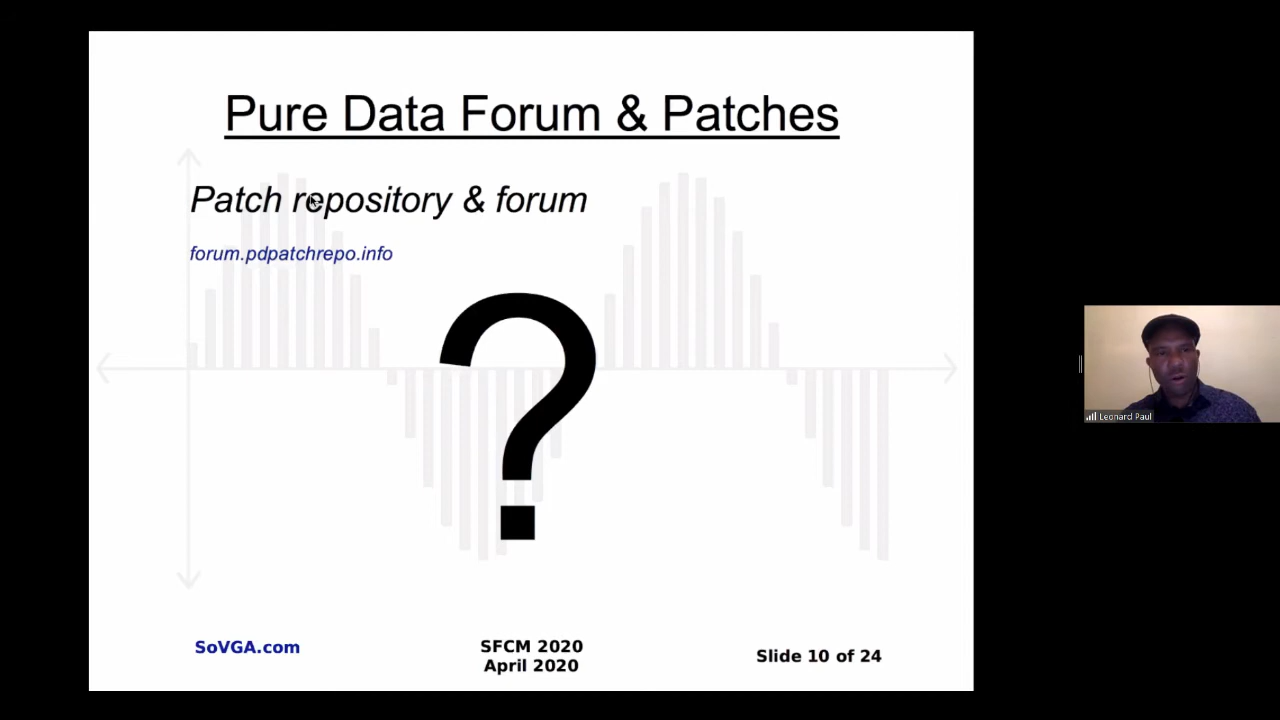 Pure Data Forum & Patches
Patch repository & forum
forum.pdpatchrepo.info
?
SoVGA.com
SFCM 2020
April 2020
Slide 10 of 24
Leonard Paul